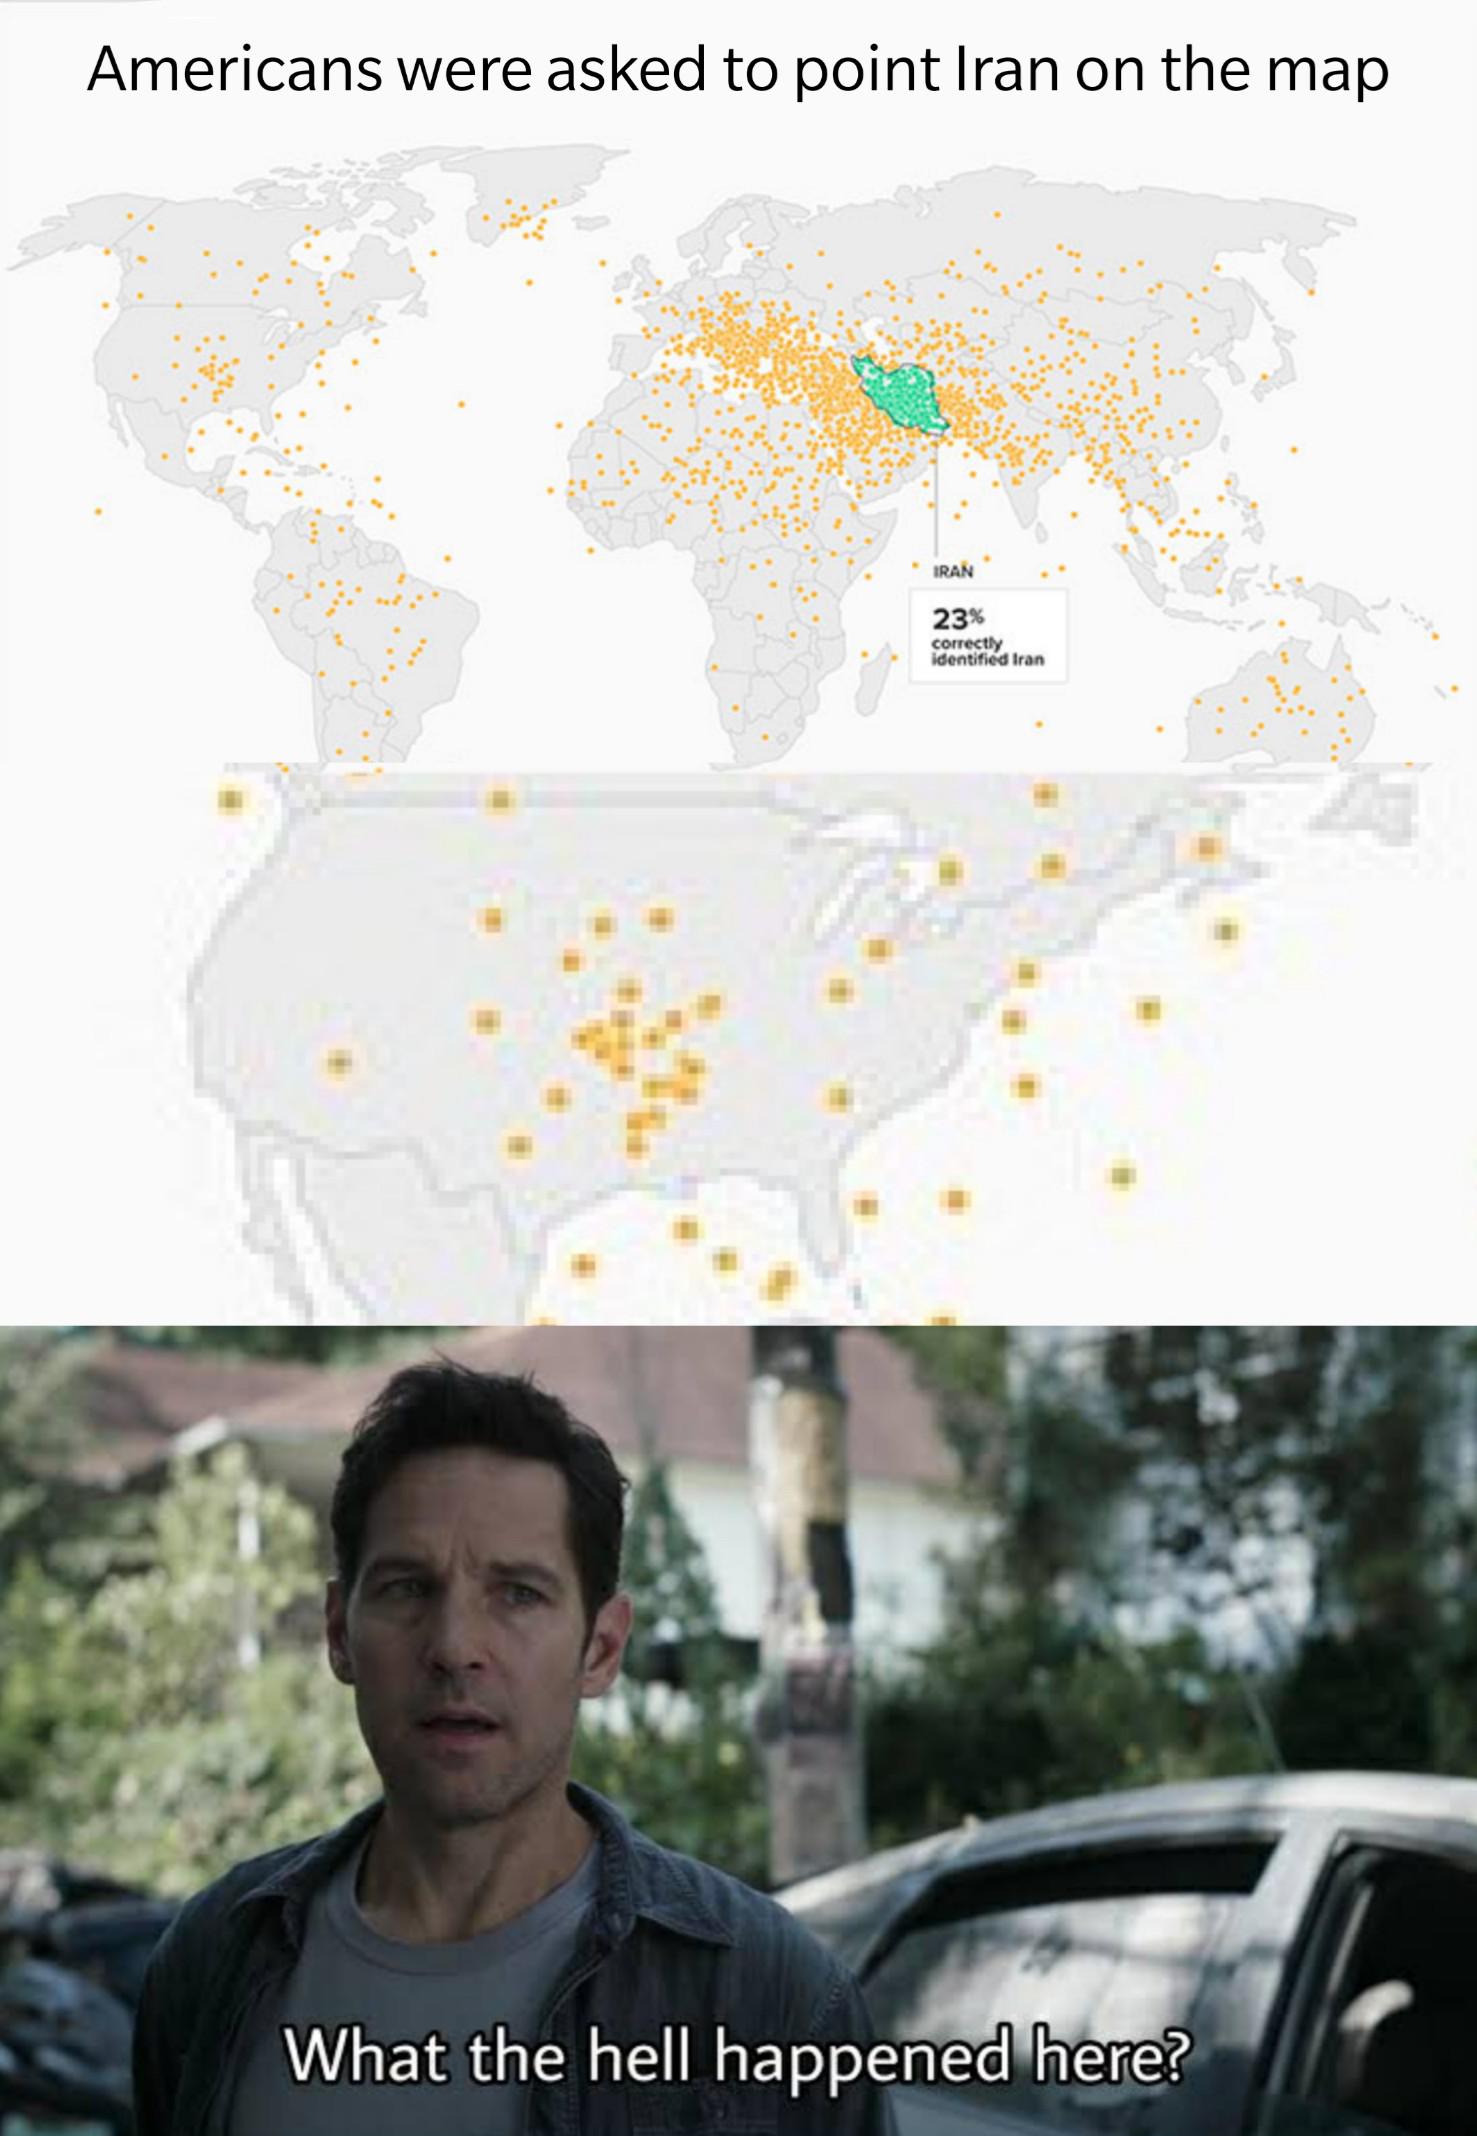 Americans were asked to point Iran on the map
IRAN
23%
correctly
identified Iran
What the hell happened here?